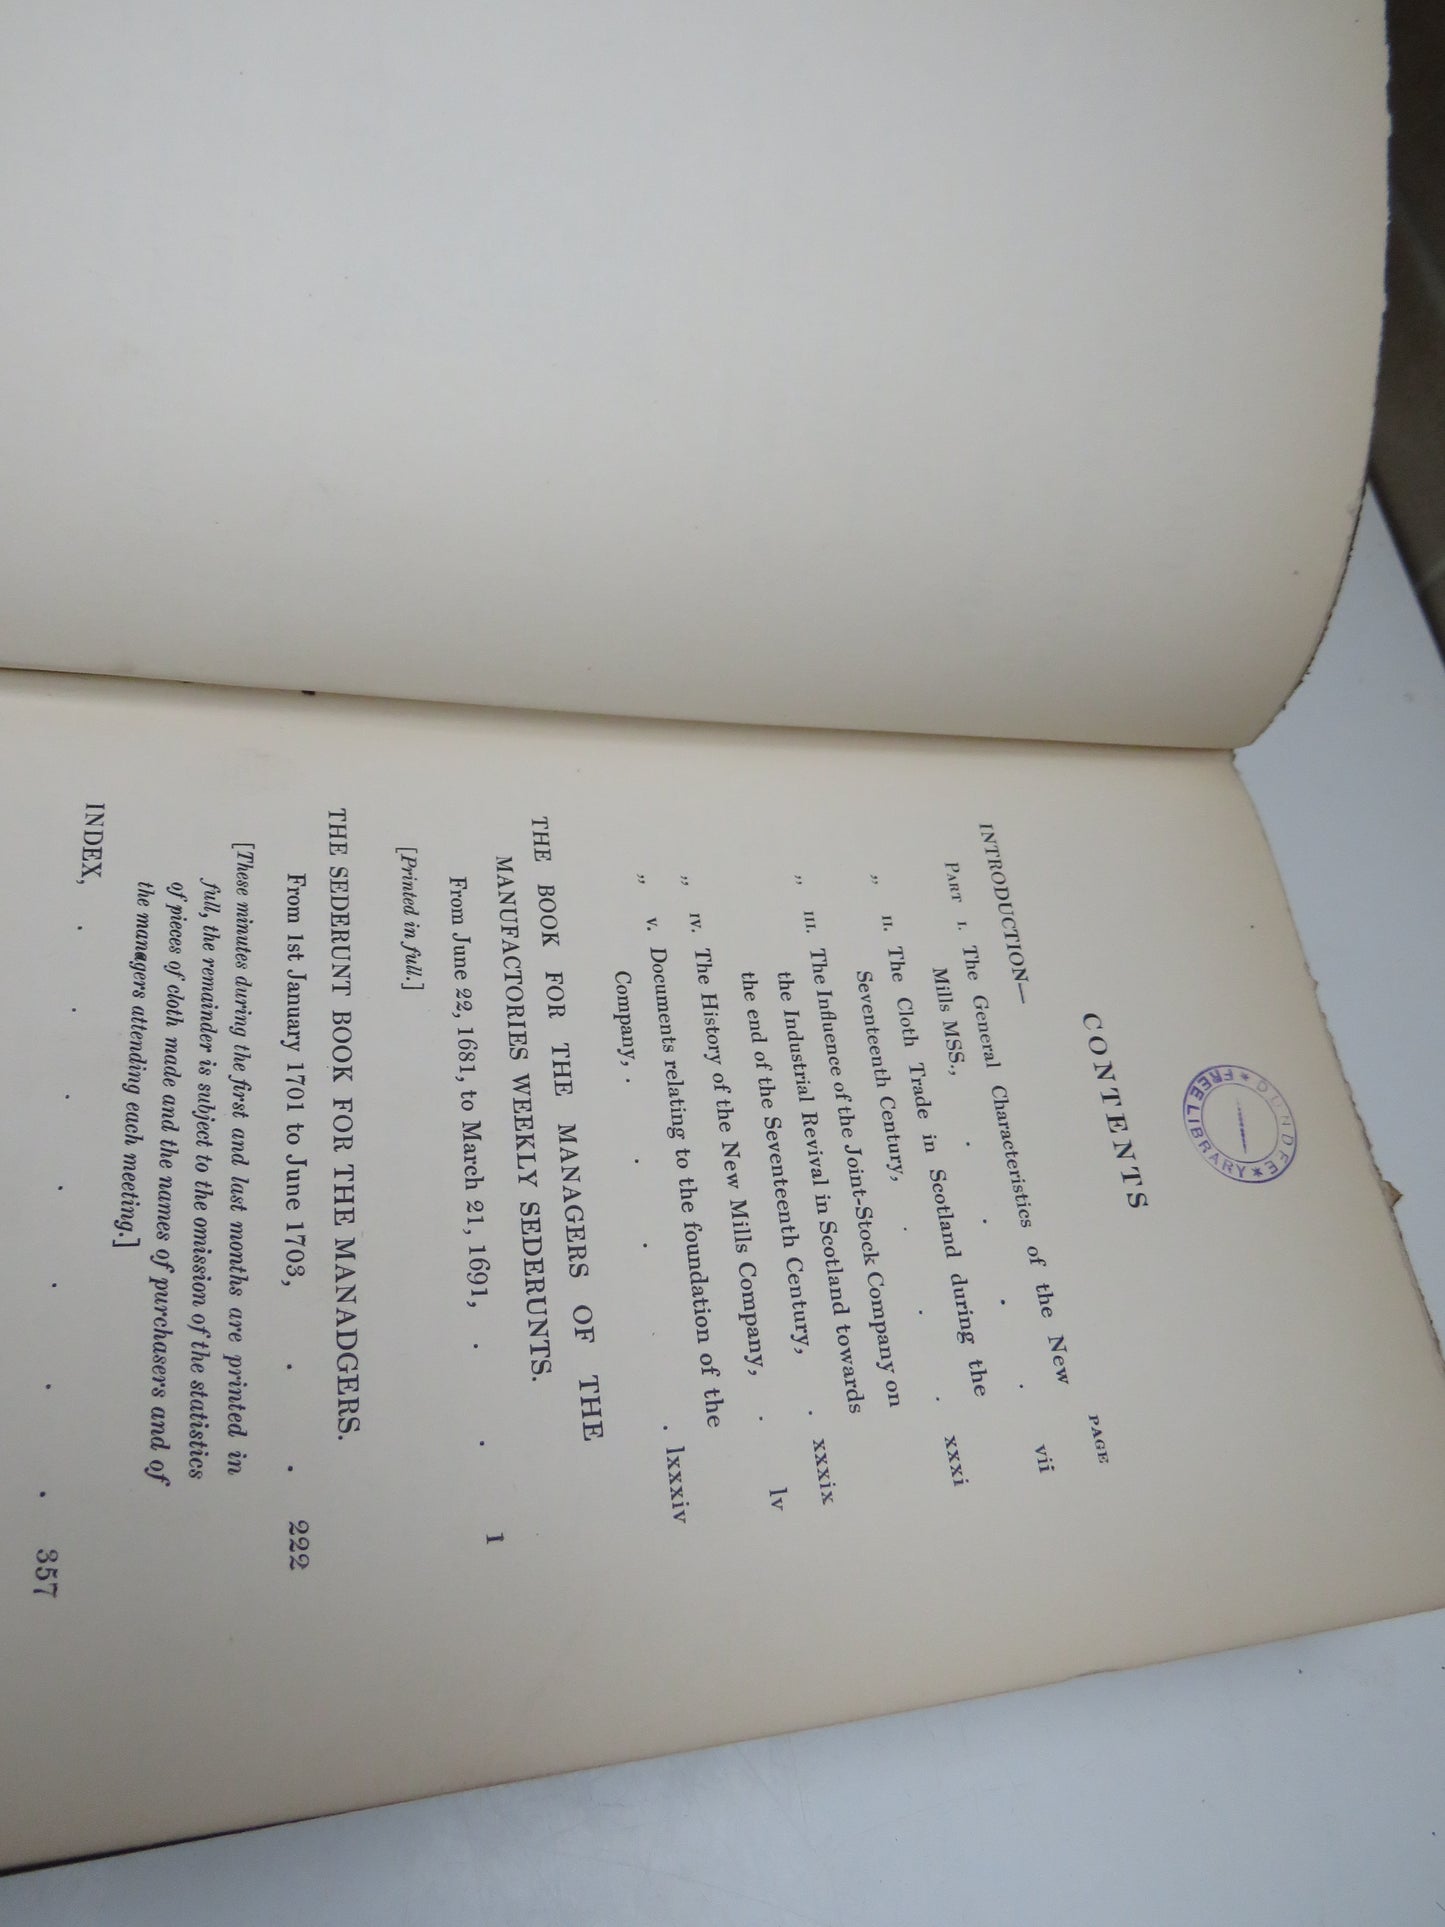 DUNDEE * FREE LIBRARY *
CONTENTS
PAGE
INTRODUCTION—
PART I. The General Characteristics of the New
Mills MSS., . . . . vii
„ II. The Cloth Trade in Scotland during the
Seventeenth Century, . . . xxxi
„ III. The Influence of the Joint-Stock Company on
the Industrial Revival in Scotland towards
the end of the Seventeenth Century, . xxxix
„ IV. The History of the New Mills Company, . lv
„ V. Documents relating to the foundation of the
Company, . . . . lxxxiv
THE BOOK FOR THE MANAGERS OF THE
MANUFACTORIES WEEKLY SEDERUNTS.
From June 22, 1681, to March 21, 1691, . . 1
[Printed in full.]
THE SEDERUNT BOOK FOR THE MANADGERS.
From 1st January 1701 to June 1703, . . 222
[These minutes during the first and last months are printed in
full, the remainder is subject to the omission of the statistics
of pieces of cloth made and the names of purchasers and of
the managers attending each meeting.]
INDEX, . . . . . . . 357